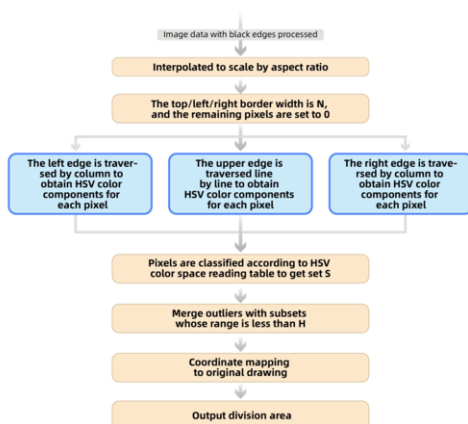 Image data with black edges processed
Interpolated to scale by aspect ratio
The top/left/right border width is N,
and the remaining pixels are set to 0
The left edge is traver-
sed by column to
obtain HSV color
components for
each pixel
The upper edge is
traversed line
by line to obtain
HSV color components
for each pixel
The right edge is trave-
rsed by column to
obtain HSV color
components for
each pixel
Pixels are classified according to HSV
color space reading table to get set S
Merge outliers with subsets
whose range is less than H
Coordinate mapping
to original drawing
Output division area